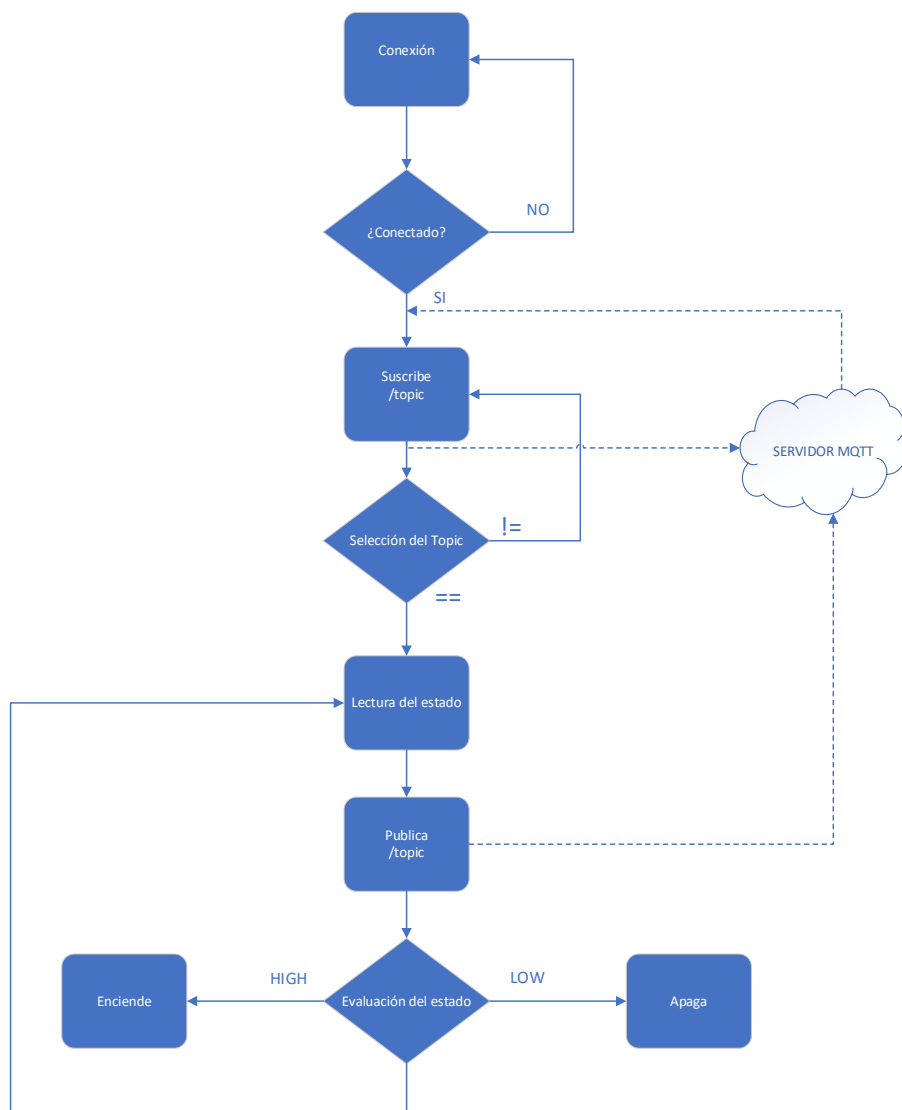 Conexión
¿Conectado?
NO
SI
Suscribe
/topic
SERVIDOR MQTT
Selección del Topic
!=
==
Lectura del estado
Publica
/topic
HIGH
LOW
Enciende
Evaluación del estado
Apaga